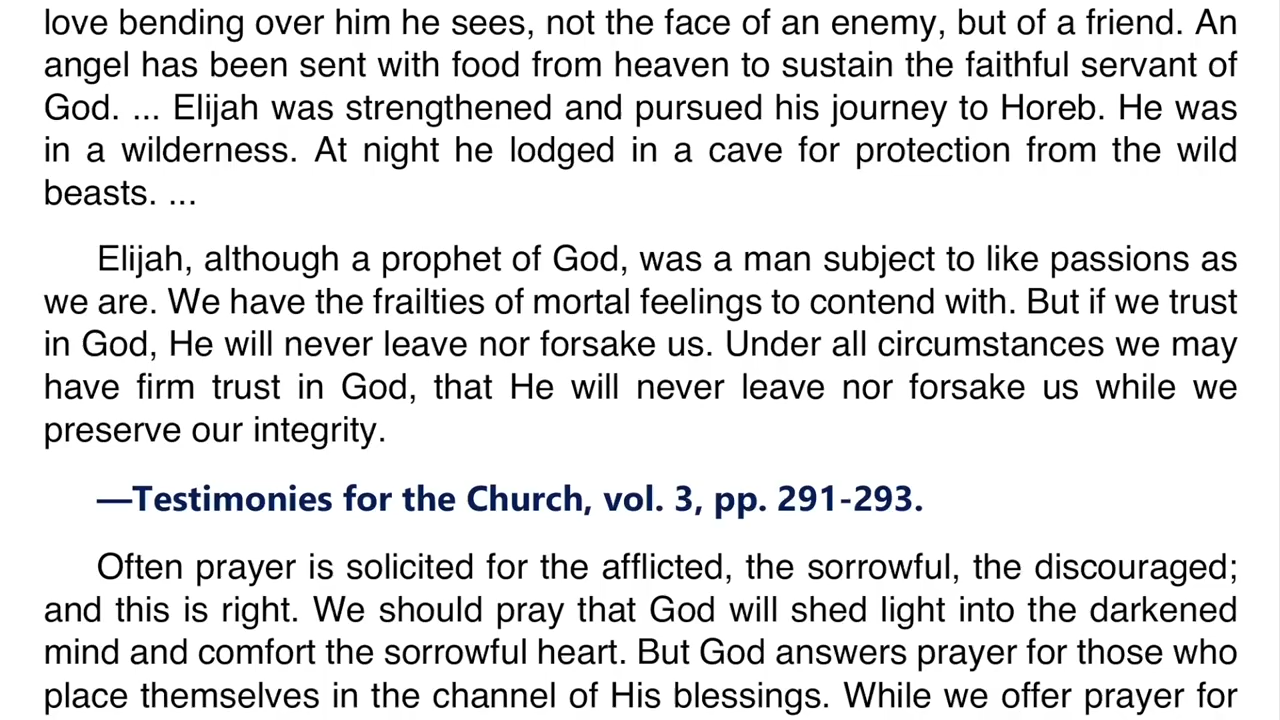 love bending over him he sees, not the face of an enemy, but of a friend. An
angel has been sent with food from heaven to sustain the faithful servant of
God. ... Elijah was strengthened and pursued his journey to Horeb. He was
in a wilderness. At night he lodged in a cave for protection from the wild
beasts. ...
Elijah, although a prophet of God, was a man subject to like passions as
we are. We have the frailties of mortal feelings to contend with. But if we trust
in God, He will never leave nor forsake us. Under all circumstances we may
have firm trust in God, that He will never leave nor forsake us while we
preserve our integrity.
—Testimonies for the Church, vol. 3, pp. 291-293.
Often prayer is solicited for the afflicted, the sorrowful, the discouraged;
and this is right. We should pray that God will shed light into the darkened
mind and comfort the sorrowful heart. But God answers prayer for those who
place themselves in the channel of His blessings. While we offer prayer for